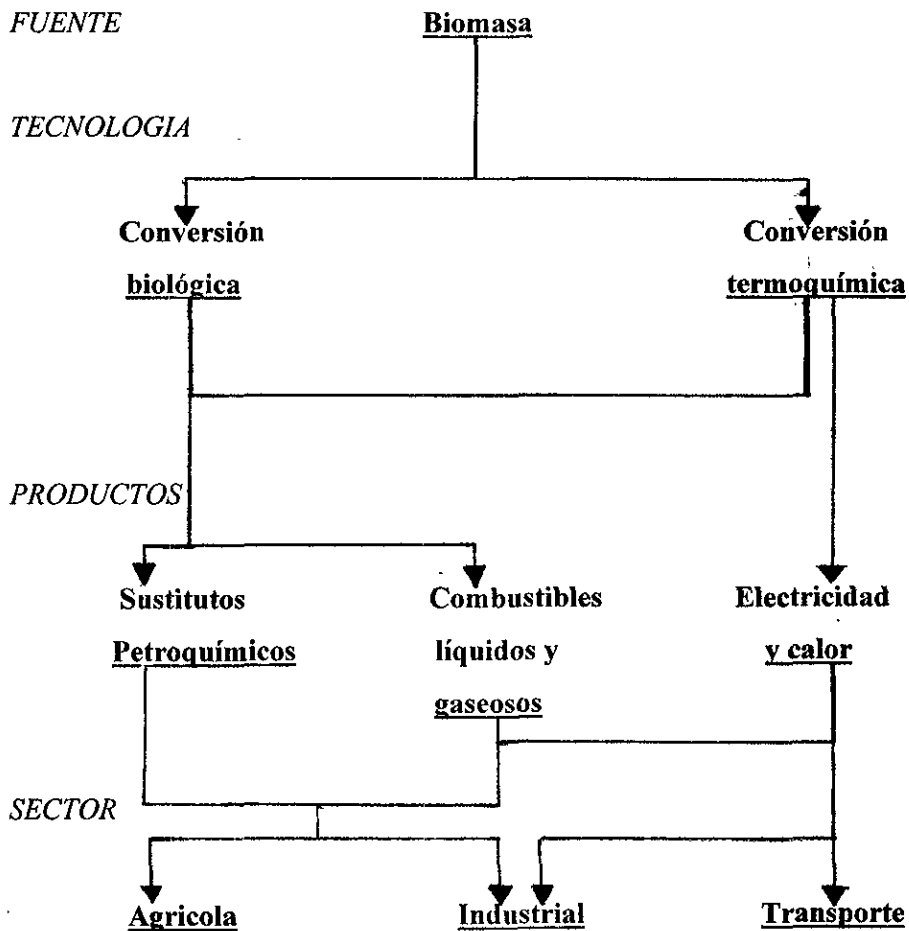 FUENTE Biomasa
TECNOLOGIA
Conversión Conversión
biológica termoquímica
PRODUCTOS
Sustitutos Combustibles Electricidad
Petroquímicos líquidos y y calor
gaseosos
SECTOR
Agricola Industrial Transporte